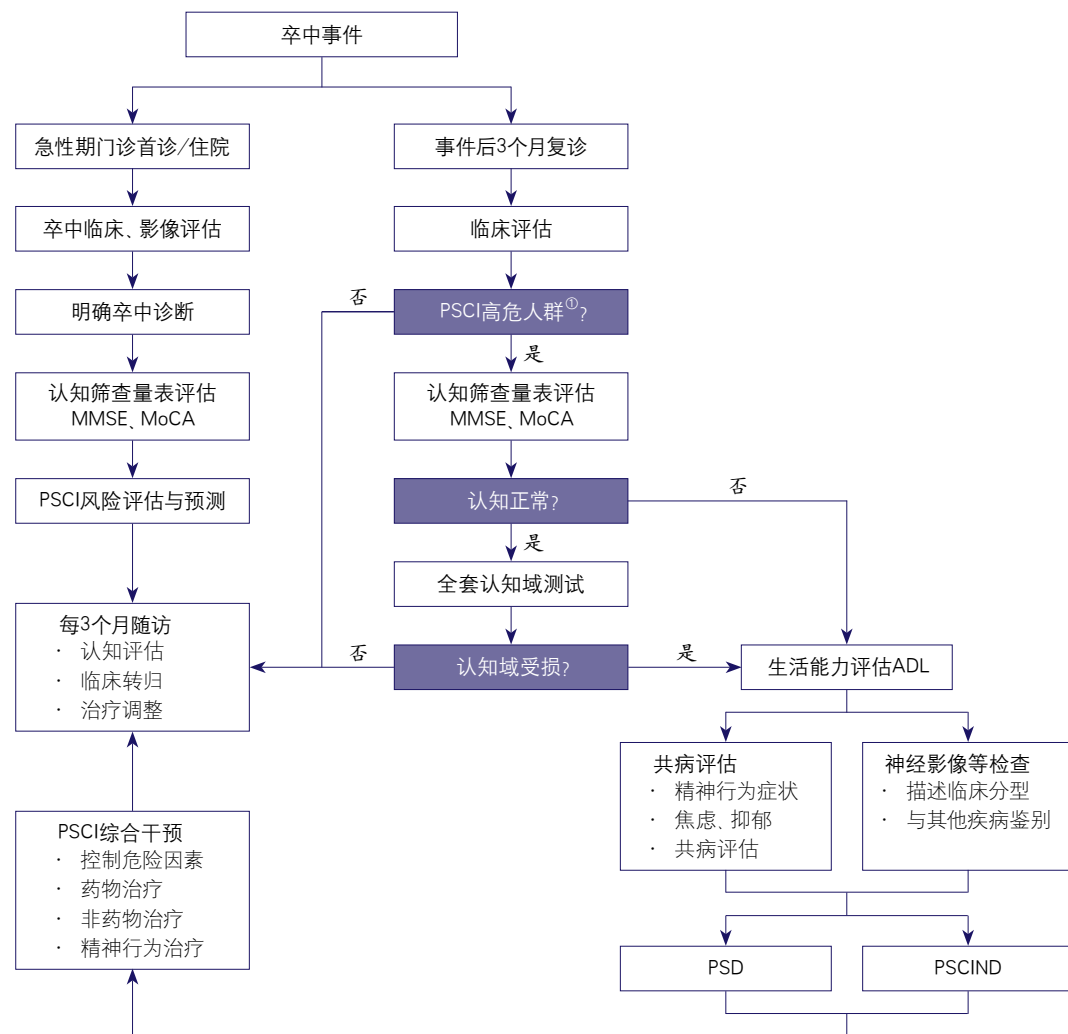 卒中事件
急性期门诊首诊/住院
事件后3个月复诊
卒中临床、影像评估
临床评估
明确卒中诊断
否
PSCI高危人群①?
是
认知筛查量表评估
MMSE、MoCA
认知筛查量表评估
MMSE、MoCA
PSCI风险评估与预测
认知正常?
否
是
全套认知域测试
每3个月随访
· 认知评估
· 临床转归
· 治疗调整
否
认知域受损?
是
生活能力评估ADL
共病评估
· 精神行为症状
· 焦虑、抑郁
· 共病评估
神经影像等检查
· 描述临床分型
· 与其他疾病鉴别
PSCI综合干预
· 控制危险因素
· 药物治疗
· 非药物治疗
· 精神行为治疗
PSD
PSCIND